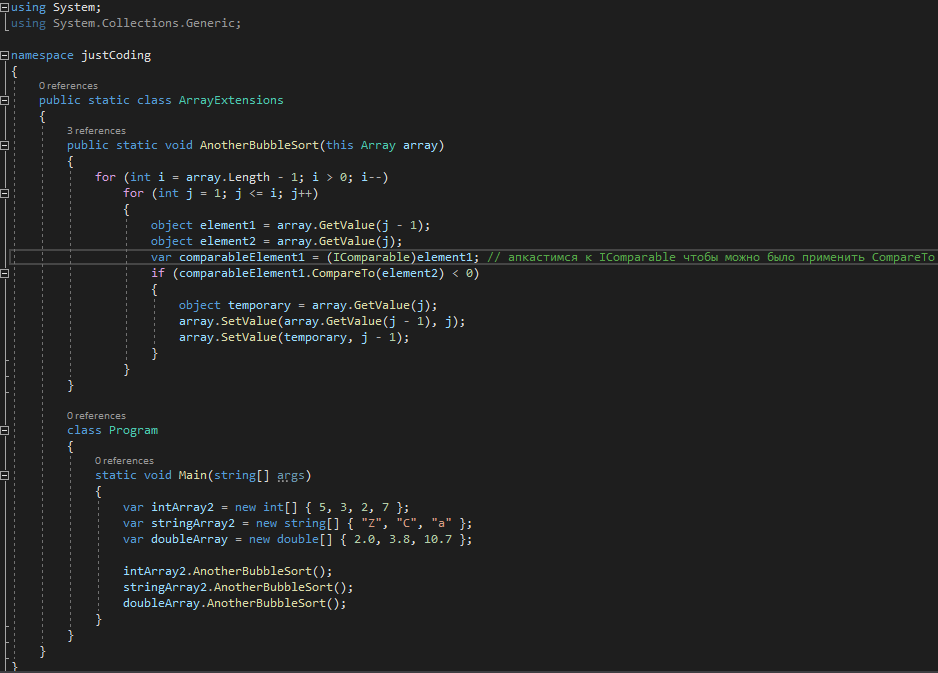 using System;
using System.Collections.Generic;
namespace justCoding
{
0 references
public static class ArrayExtensions
{
3 references
public static void AnotherBubbleSort(this Array array)
{
for (int i = array.Length - 1; i > 0; i--)
for (int j = 1; j <= i; j++)
{
object element1 = array.GetValue(j - 1);
object element2 = array.GetValue(j);
var comparableElement1 = (IComparable)element1; // апкастимся к IComparable чтобы можно было применить CompareTo
if (comparableElement1.CompareTo(element2) < 0)
{
object temporary = array.GetValue(j);
array.SetValue(array.GetValue(j - 1), j);
array.SetValue(temporary, j - 1);
}
}
}
0 references
class Program
{
0 references
static void Main(string[] args)
{
var intArray2 = new int[] { 5, 3, 2, 7 };
var stringArray2 = new string[] { "Z", "C", "a" };
var doubleArray = new double[] { 2.0, 3.8, 10.7 };
intArray2.AnotherBubbleSort();
stringArray2.AnotherBubbleSort();
doubleArray.AnotherBubbleSort();
}
}
}
}